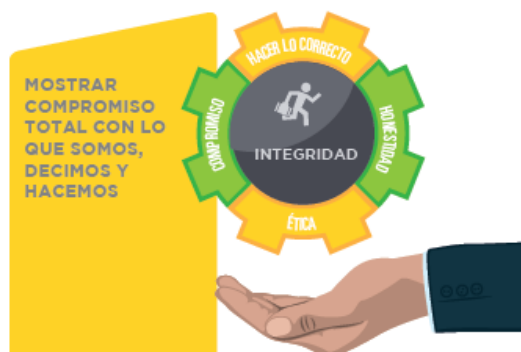 MOSTRAR
COMPROMISO
TOTAL CON LO
QUE SOMOS,
DECIMOS Y
HACEMOS
HACER LO CORRECTO
COMPROMISO
HONESTIDAD
INTEGRIDAD
ÉTICA